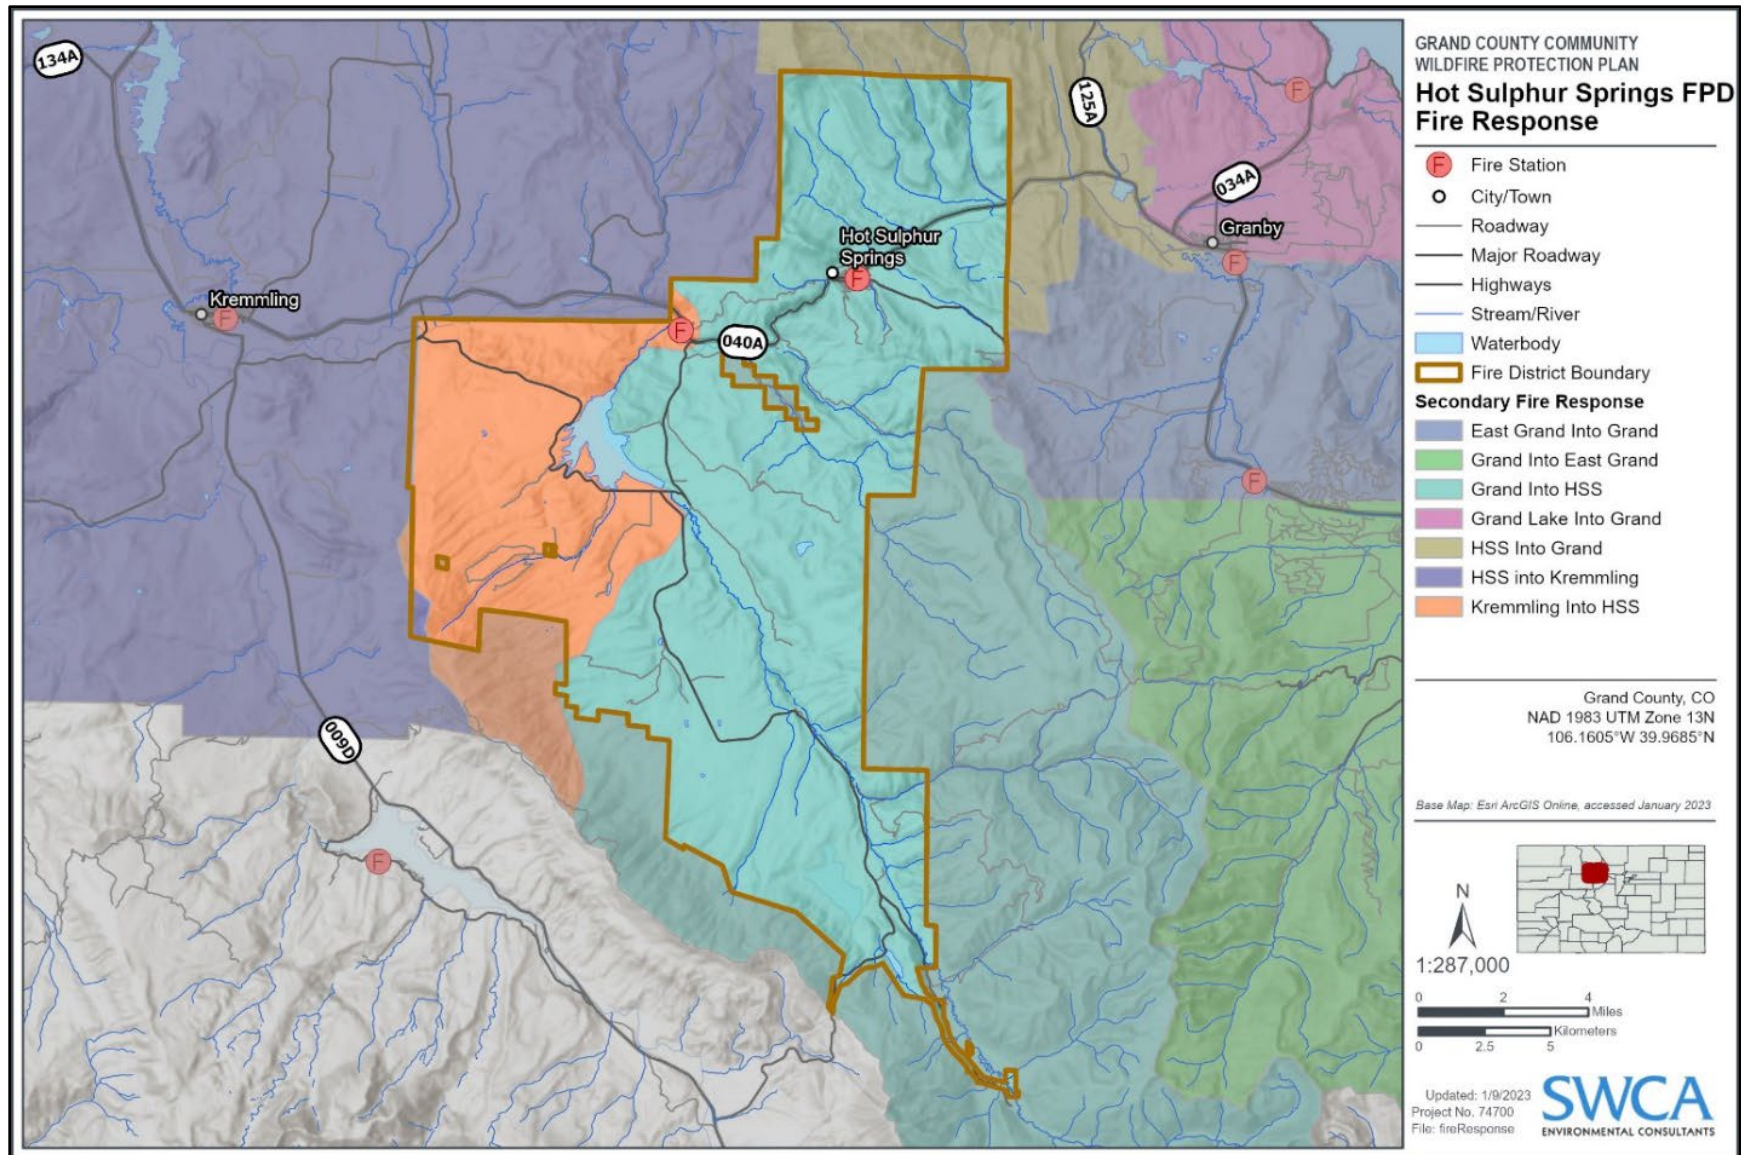 134A
125A
034A
Granby
Hot Sulphur
Springs
Kremmling
040A
009D
F
F
F
F
F
F
F
GRAND COUNTY COMMUNITY
WILDFIRE PROTECTION PLAN
Hot Sulphur Springs FPD
Fire Response
F Fire Station
City/Town
Roadway
Major Roadway
Highways
Stream/River
Waterbody
Fire District Boundary
Secondary Fire Response
East Grand Into Grand
Grand Into East Grand
Grand Into HSS
Grand Lake Into Grand
HSS Into Grand
HSS into Kremmling
Kremmling Into HSS
Grand County, CO
NAD 1983 UTM Zone 13N
106.1605°W 39.9685°N
Base Map: Esri ArcGIS Online, accessed January 2023
N
1:287,000
0 2 4
Miles
Kilometers
0 2.5 5
Updated: 1/9/2023
Project No. 74700
File: fireResponse
SWCA
ENVIRONMENTAL CONSULTANTS